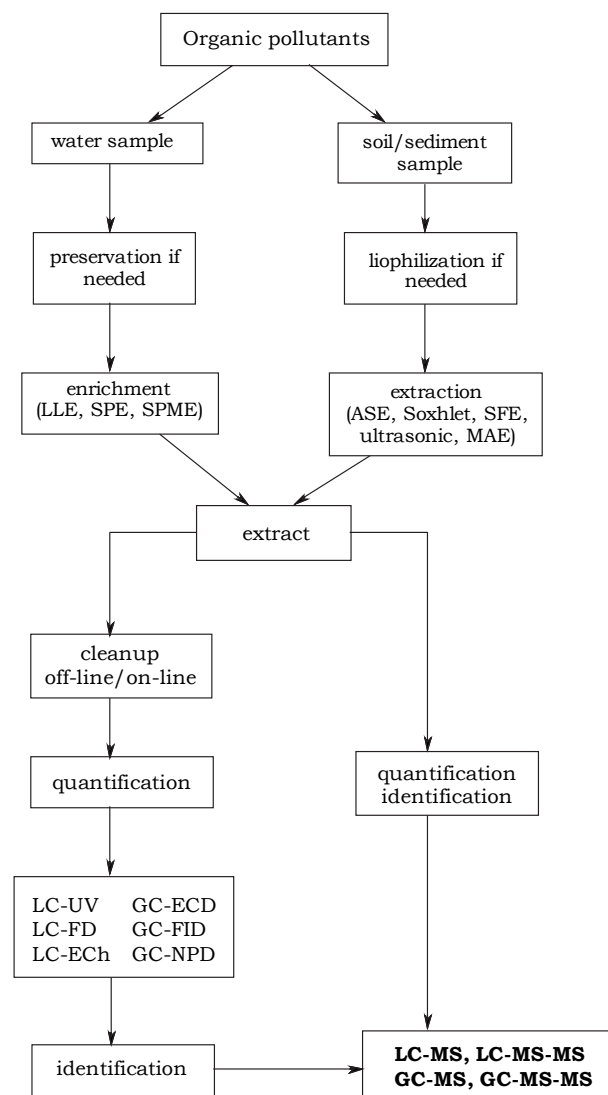 Organic pollutants
water sample
soil/sediment
sample
preservation if
needed
liophilization if
needed
enrichment
(LLE, SPE, SPME)
extraction
(ASE, Soxhlet, SFE,
ultrasonic, MAE)
extract
cleanup
off-line/on-line
quantification
quantification
identification
LC-UV GC-ECD
LC-FD GC-FID
LC-ECh GC-NPD
identification
LC-MS, LC-MS-MS
GC-MS, GC-MS-MS